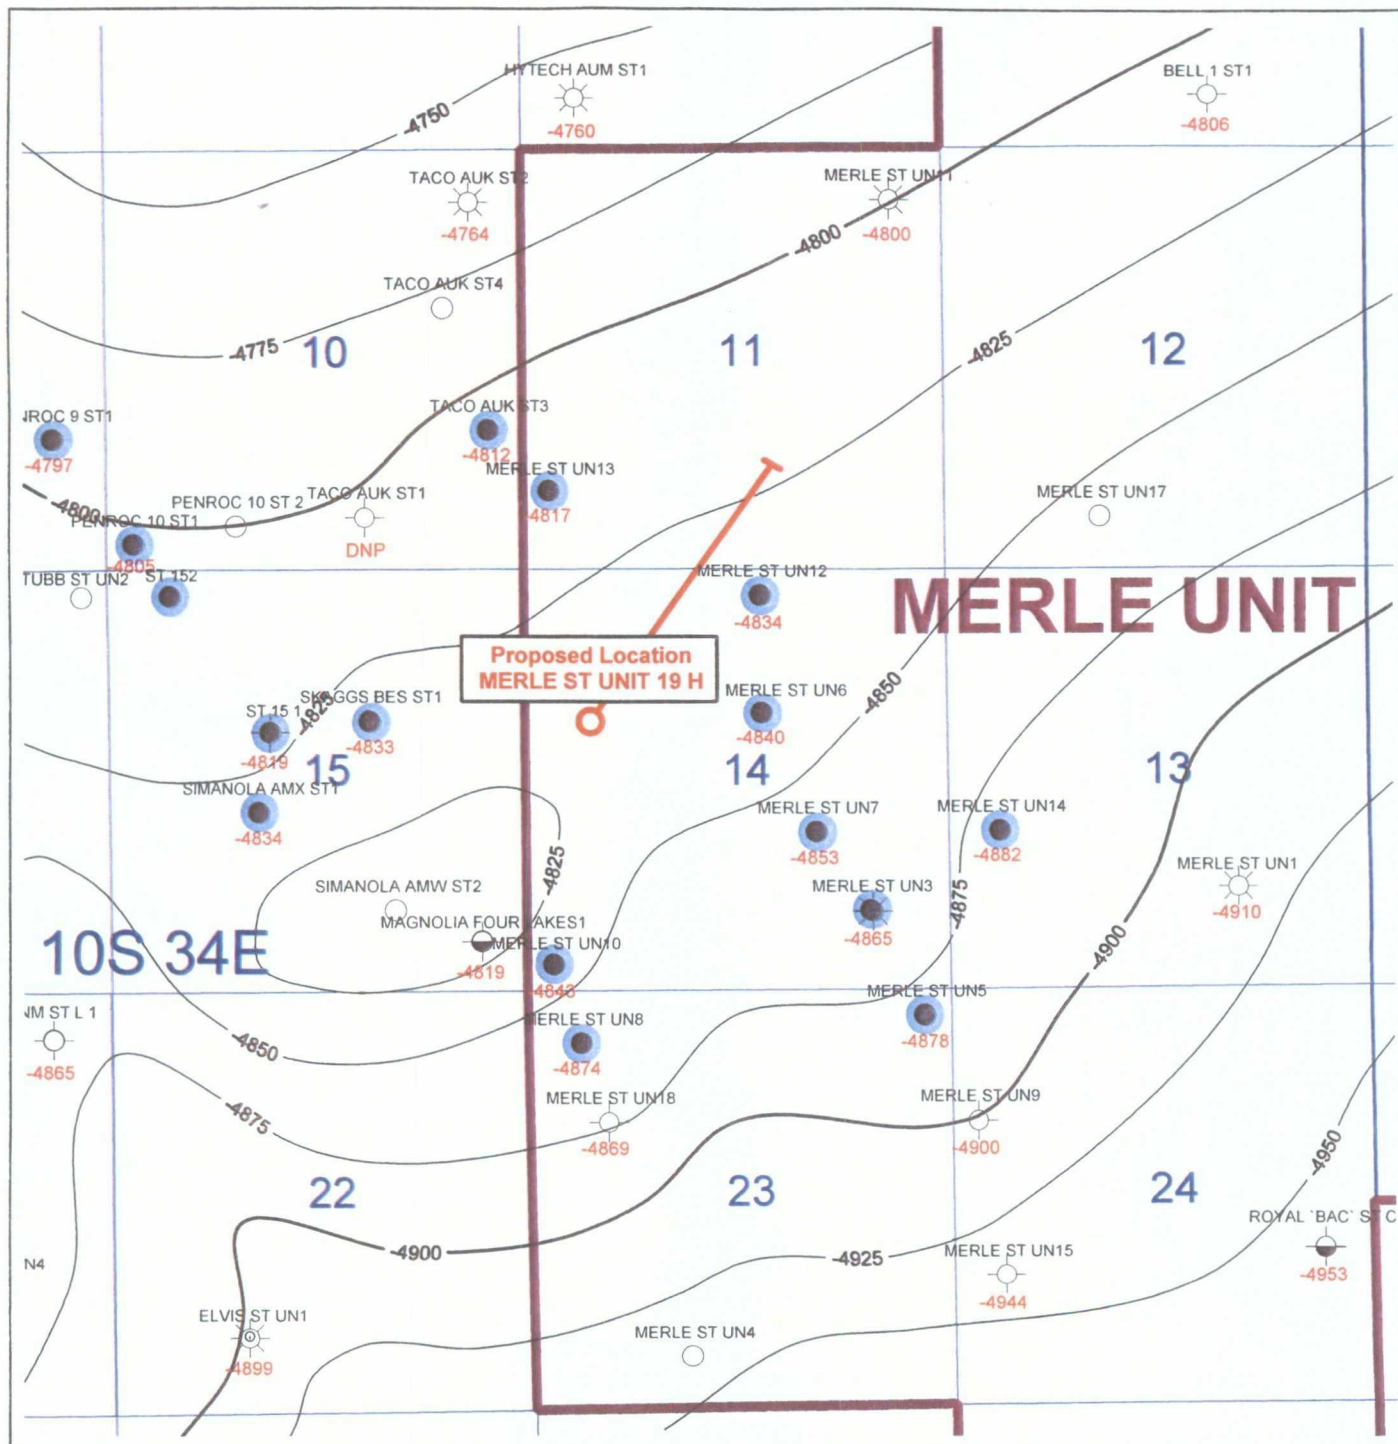 HYTECH AUM ST1
-4760
BELL 1 ST1
-4806
-4750
TACO AUK ST2
-4764
MERLE ST UN11
-4800
-4800
TACO AUK ST4
-4775
10
11
-4825
12
NROC 9 ST1
-4797
TACO AUK ST3
-4812
MERLE ST UN13
-4817
-4800
PENROC 10 ST1
-4805
PENROC 10 ST 2
TACO AUK ST1
DNP
MERLE ST UN17
TUBB ST UN2
ST 152
MERLE ST UN12
-4834
MERLE UNIT
Proposed Location
MERLE ST UNIT 19 H
ST 15 1
-4819
-4825
SKAGGS BES ST1
-4833
MERLE ST UN6
-4840
-4850
15
14
13
SIMANOLA AMX ST1
-4834
MERLE ST UN7
-4853
MERLE ST UN14
-4882
-4825
SIMANOLA AMW ST2
MERLE ST UN3
-4865
-4875
MERLE ST UN1
-4910
10S 34E
MAGNOLIA FOUR LAKES1
-4819
MERLE ST UN10
-4843
-4900
NM ST L 1
-4865
-4850
MERLE ST UN8
-4874
MERLE ST UN5
-4878
-4875
MERLE ST UN18
-4869
MERLE ST UN9
-4900
-4950
22
23
24
-4900
-4925
MERLE ST UN15
-4944
ROYAL 'BAC' ST C
-4953
N4
ELVIS ST UN1
-4899
MERLE ST UN4